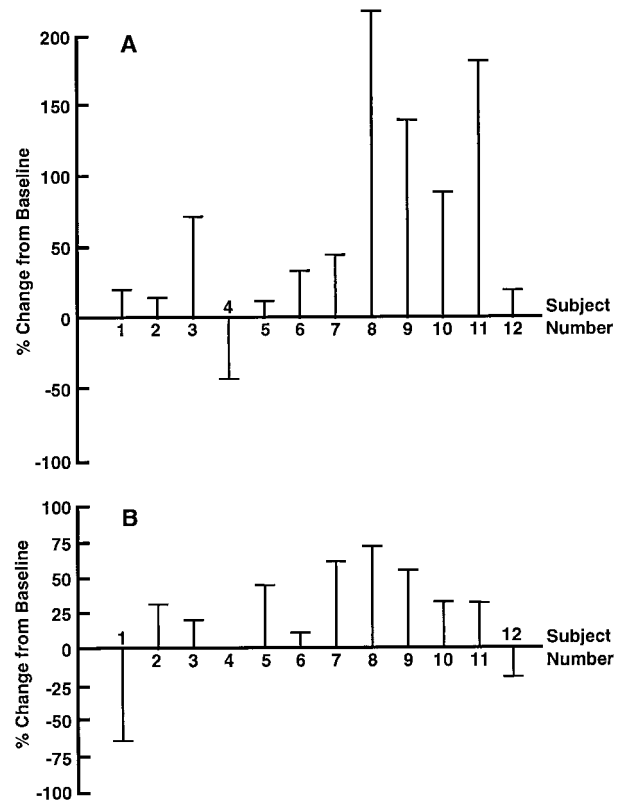 A
200
150
100
50
0
-50
-100
% Change from Baseline
4
1 2 3 5 6 7 8 9 10 11 12
Subject
Number
B
100
75
50
25
0
-25
-50
-75
-100
% Change from Baseline
1 12
2 3 4 5 6 7 8 9 10 11
Subject
Number